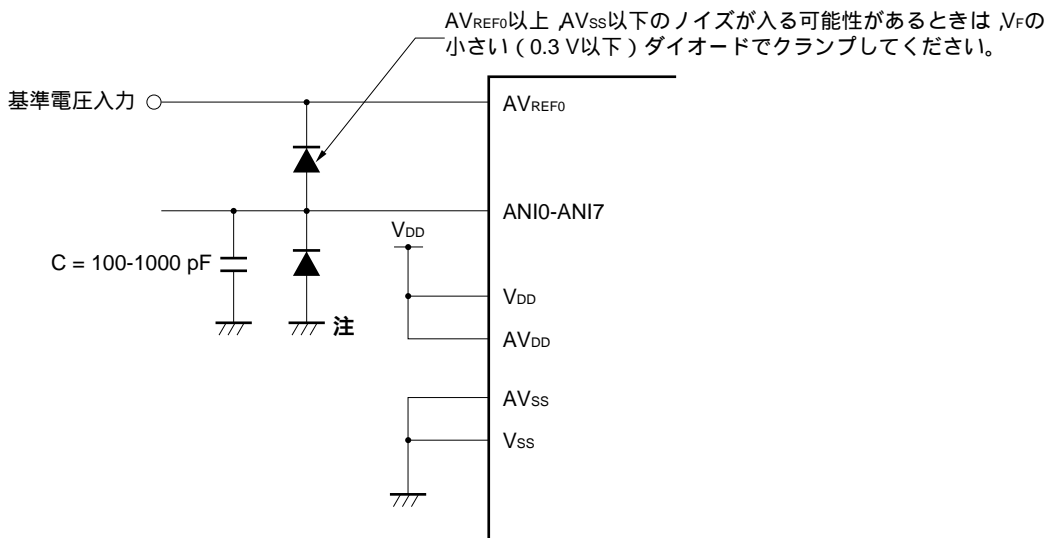 AVREF0以上,AVSS以下のノイズが入る可能性があるときは,VFの
小さい(0.3 V以下)ダイオードでクランプしてください。
基準電圧入力
AVREF0
ANI0-ANI7
VDD
C = 100-1000 pF
VDD
注
AVDD
AVSS
VSS